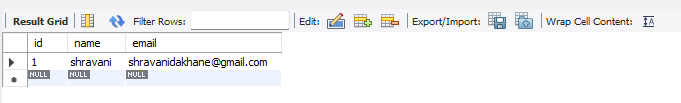 Result Grid Filter Rows: Edit: Export/Import: Wrap Cell Content: IA
id name email
1 shravani shravanidakhane@gmail.com
NULL NULL NULL